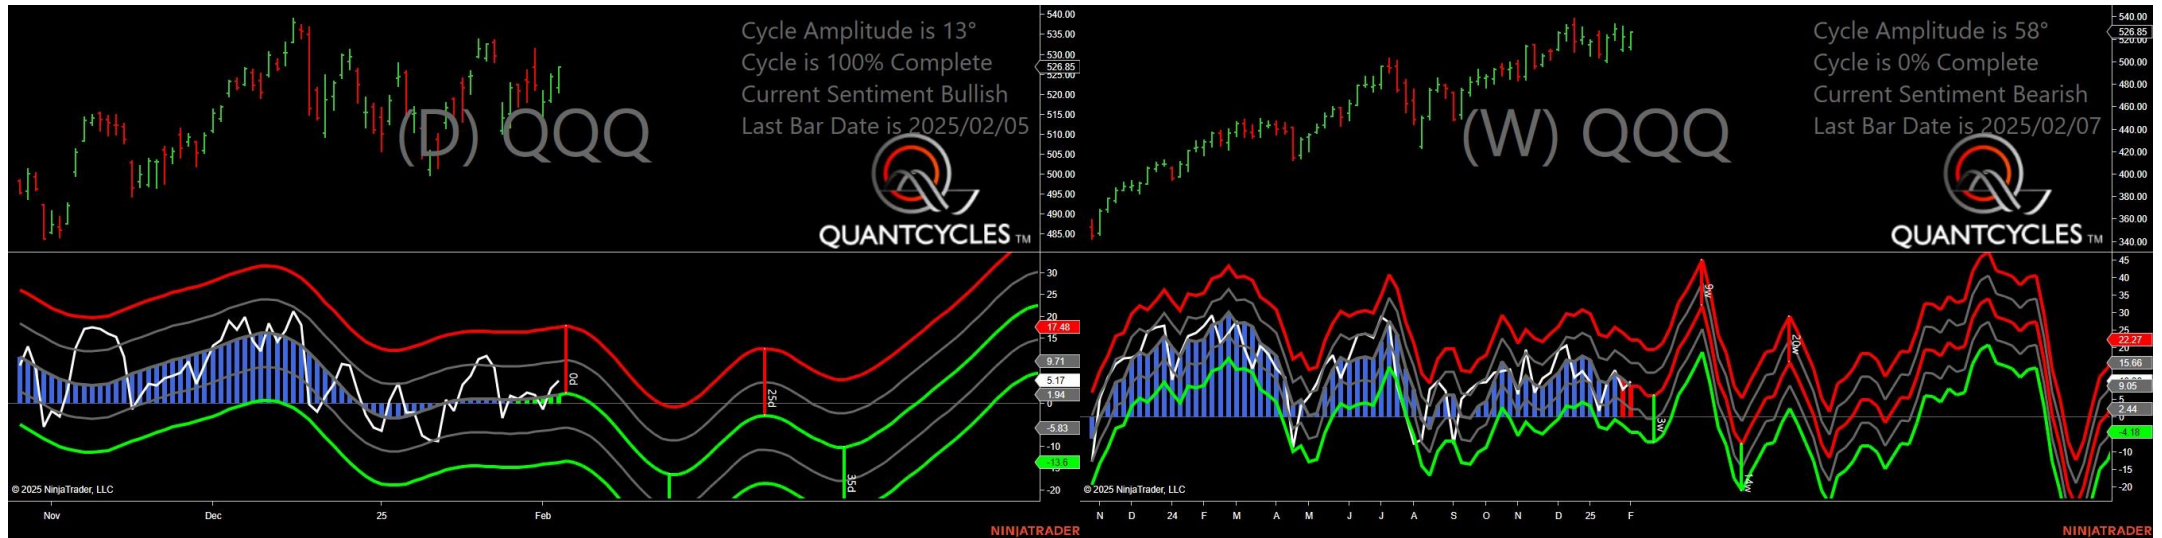 Cycle Amplitude is 13°
Cycle is 100% Complete
Current Sentiment Bullish
Last Bar Date is 2025/02/05
(D) QQQ
QUANTCYCLES TM
540.00
535.00
530.00
526.85
525.00
520.00
515.00
510.00
505.00
500.00
495.00
490.00
485.00
30
25
20
17.48
15
9.71
5.17
1.94
0
-5.83
-10
-13.6
-20
0d
25d
35d
© 2025 NinjaTrader, LLC
Nov
Dec
25
Feb
NINJATRADER
Cycle Amplitude is 58°
Cycle is 0% Complete
Current Sentiment Bearish
Last Bar Date is 2025/02/07
(W) QQQ
QUANTCYCLES TM
540.00
526.85
520.00
500.00
480.00
460.00
440.00
420.00
400.00
380.00
360.00
340.00
45
40
35
30
25
22.27
20
15.66
9.05
5
2.44
-4.18
-10
-15
-20
9w
20w
3w
14w
© 2025 NinjaTrader, LLC
N D 24 F M A M J J A S O N D 25 F
NINJATRADER